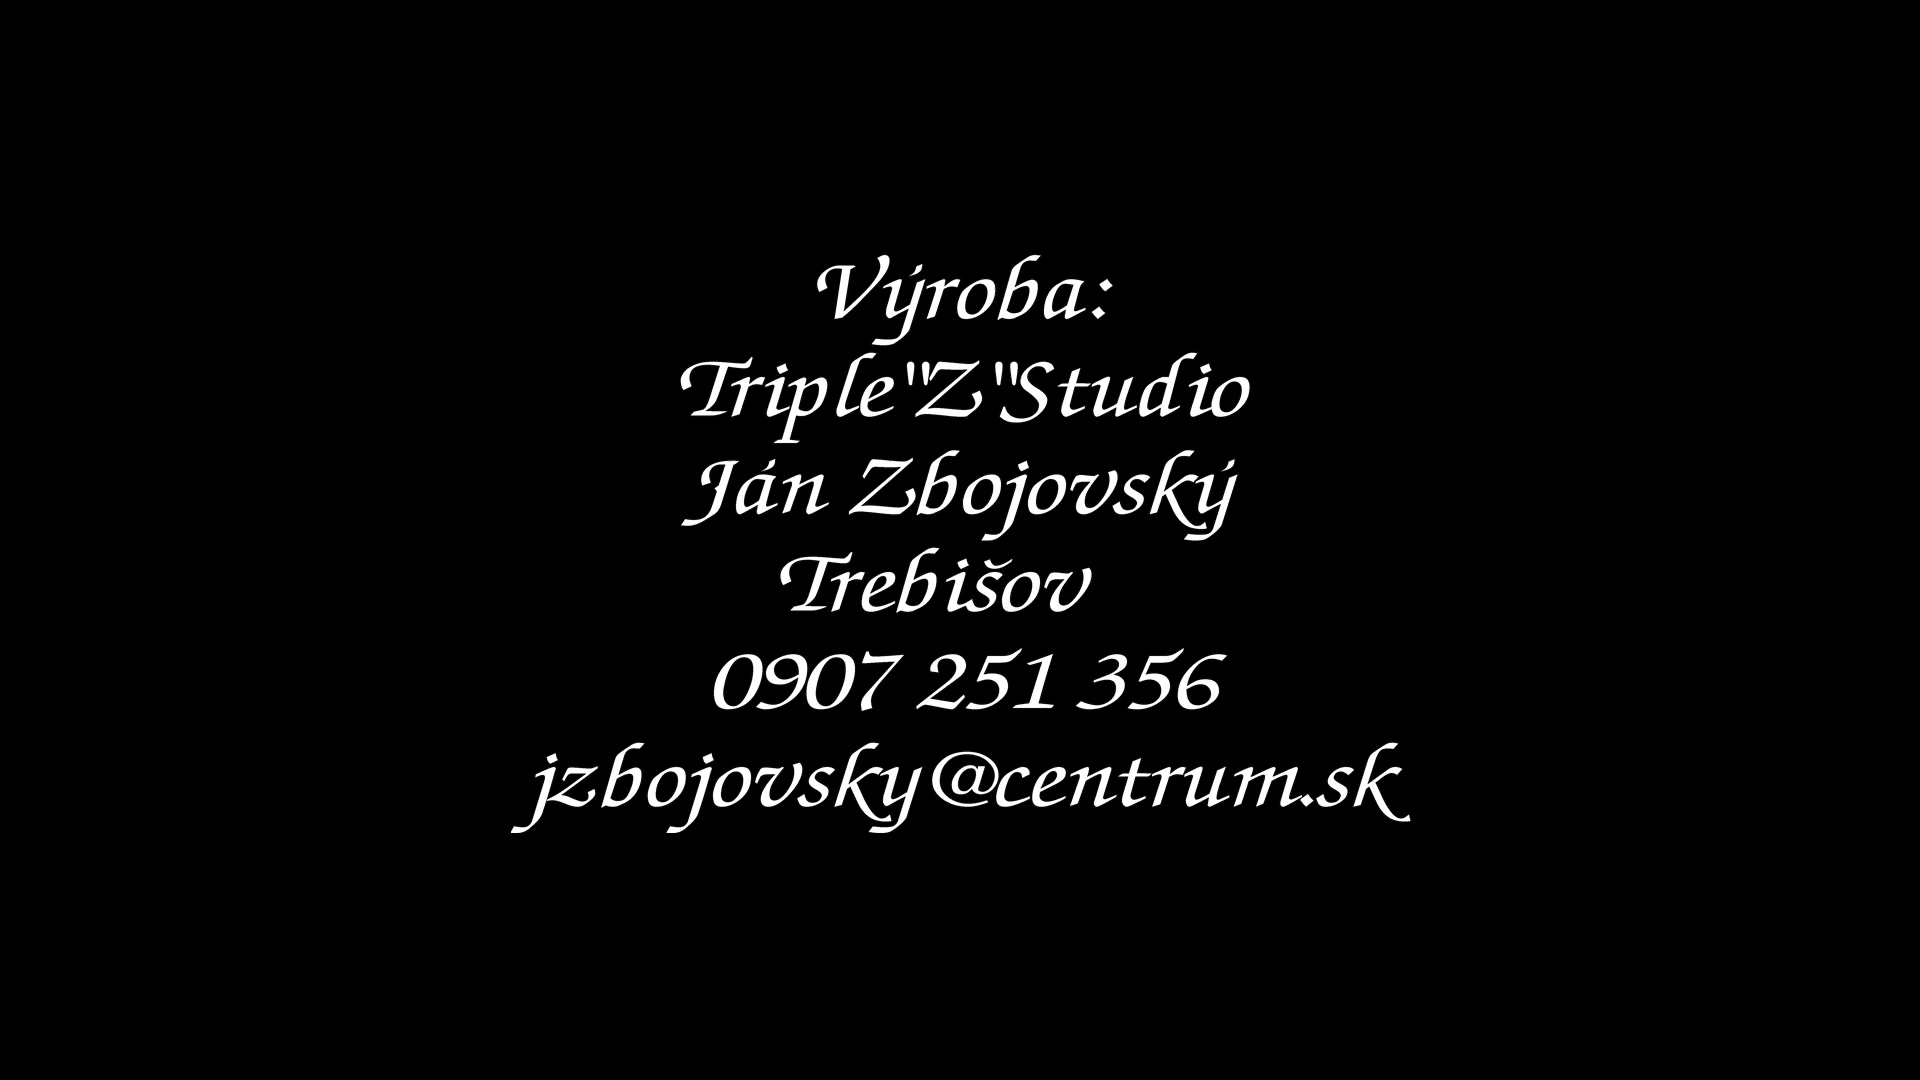 Výroba:
Triple"Z"Studio
Ján Zbojovský
Trebišov
0907 251 356
jzbojovsky@centrum.sk